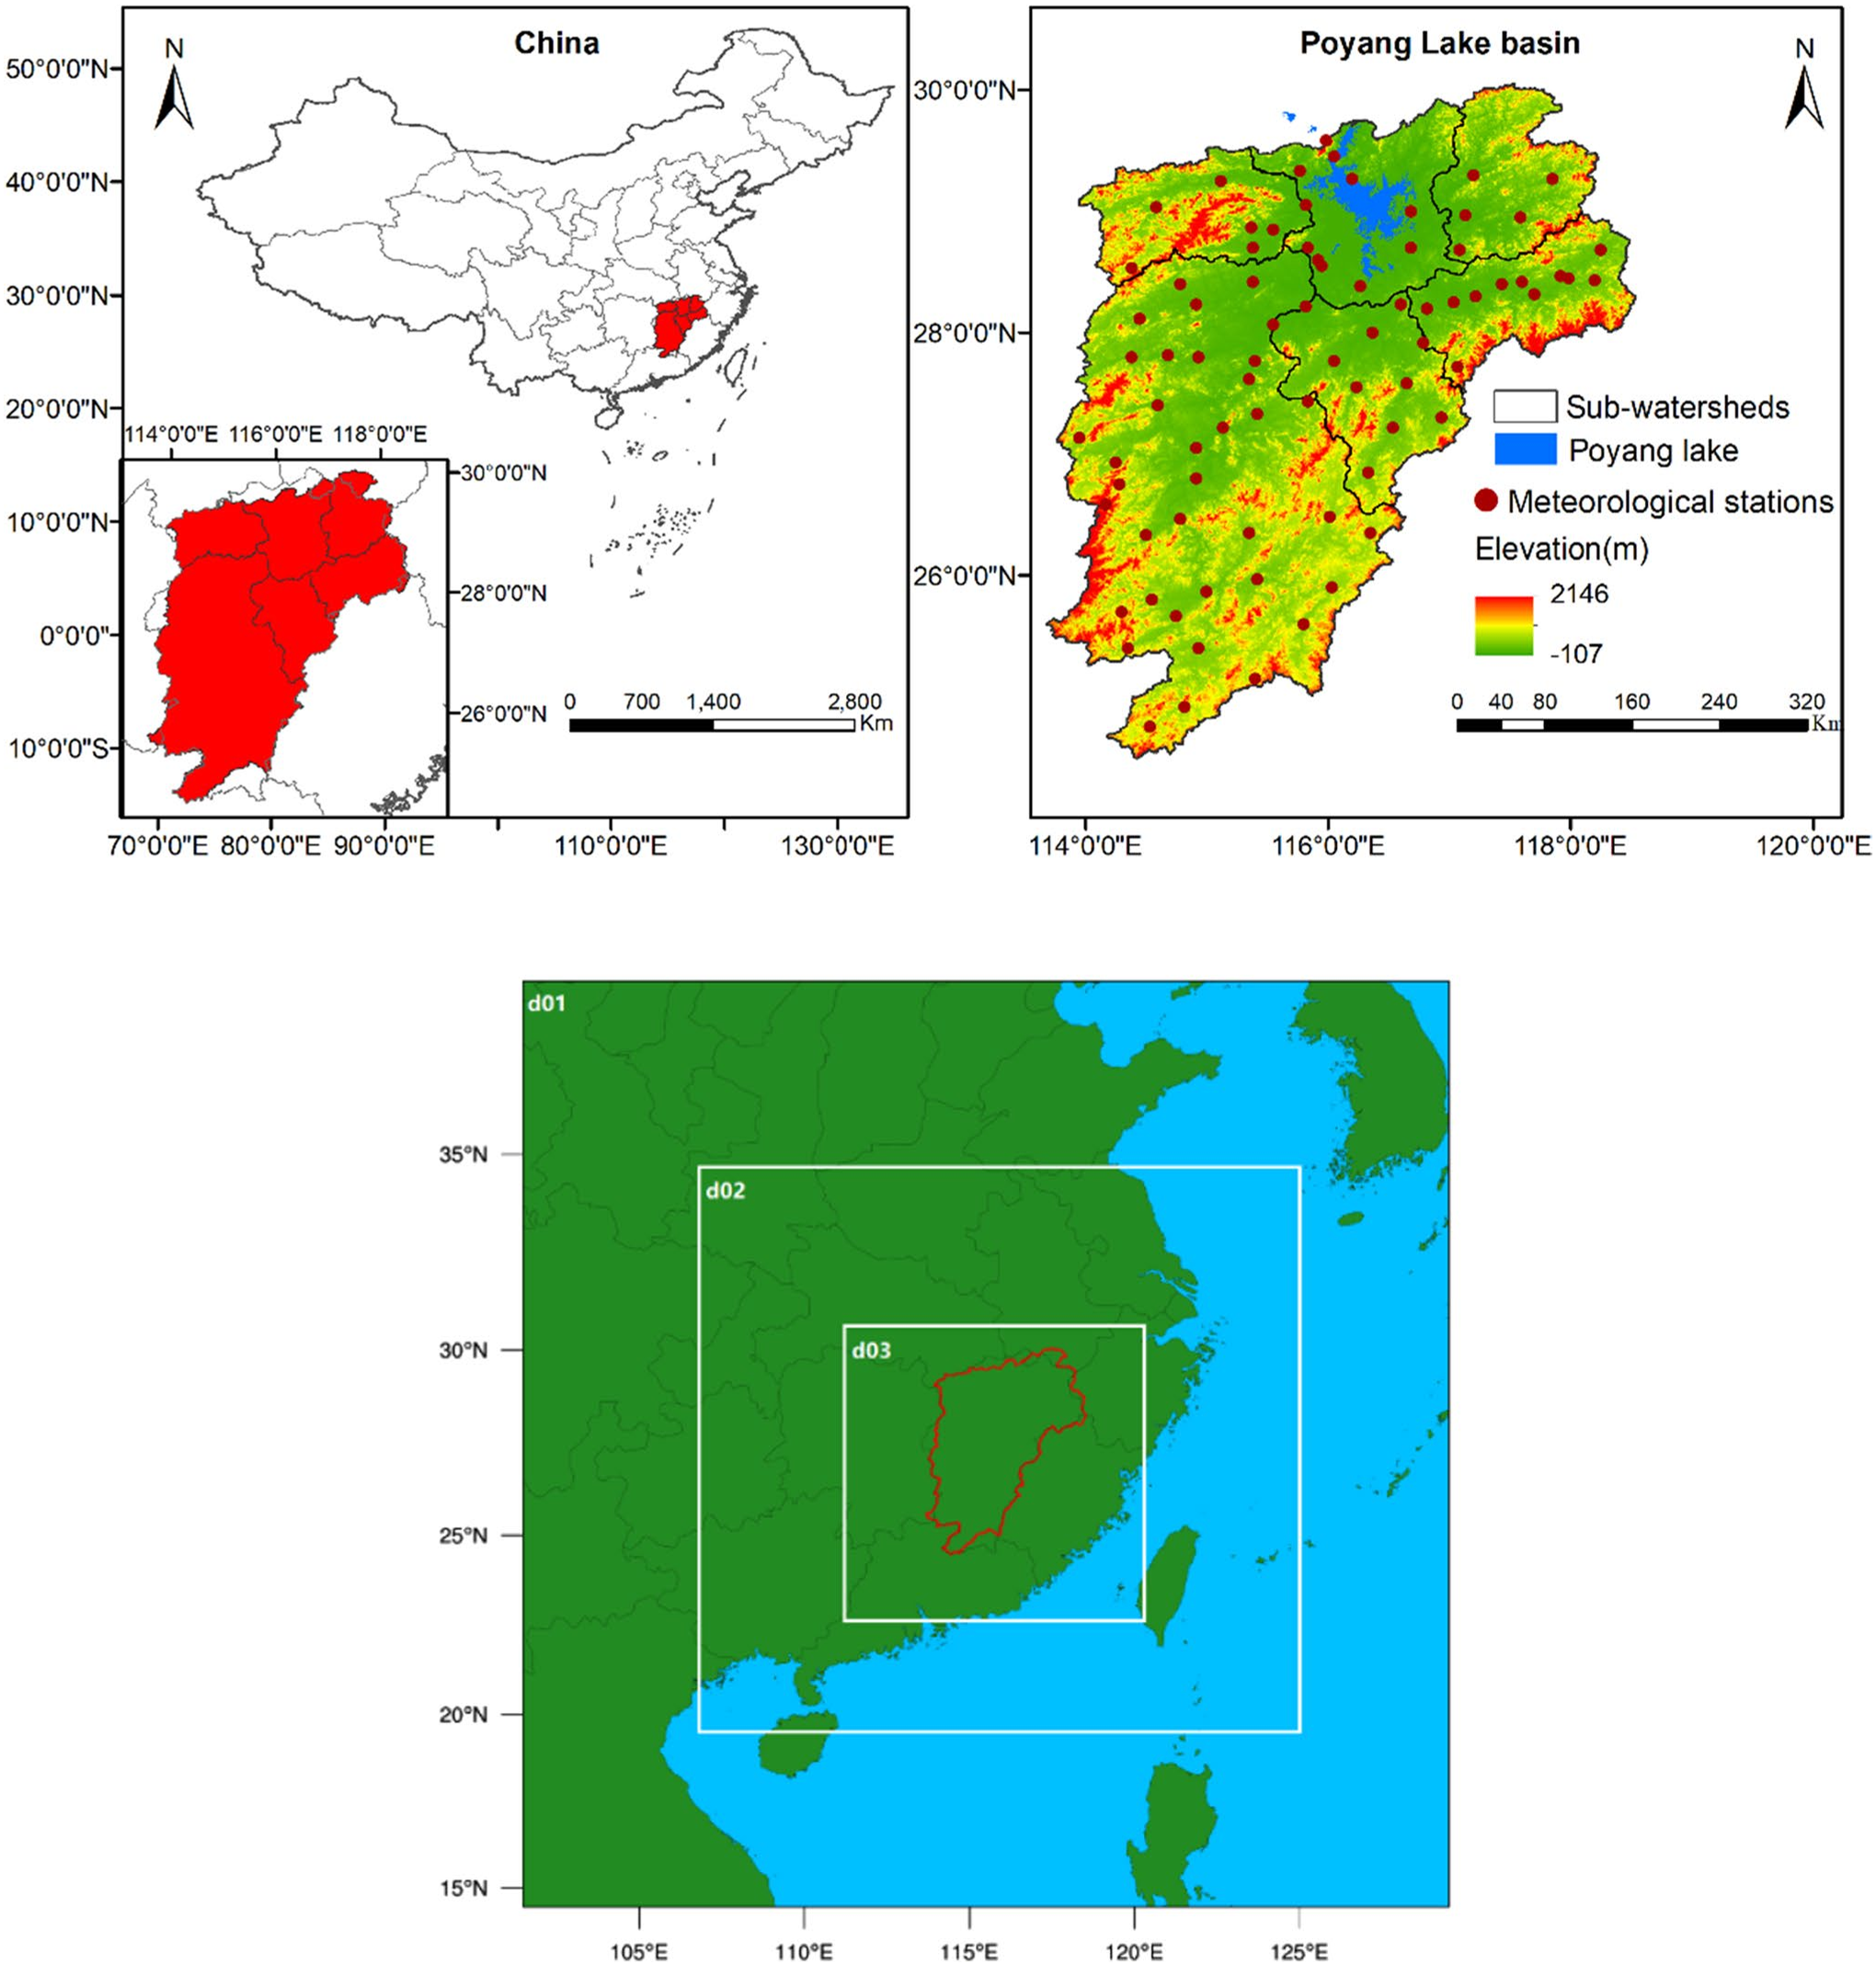 China
N
50°0'0"N
40°0'0"N
30°0'0"N
20°0'0"N
10°0'0"N
0°0'0"
10°0'0"S
114°0'0"E 116°0'0"E 118°0'0"E
30°0'0"N
28°0'0"N
26°0'0"N
0 700 1,400 2,800
Km
70°0'0"E 80°0'0"E 90°0'0"E 110°0'0"E 130°0'0"E
Poyang Lake basin
N
30°0'0"N
28°0'0"N
26°0'0"N
Sub-watersheds
Poyang lake
Meteorological stations
Elevation(m)
2146
-107
0 40 80 160 240 320
Km
114°0'0"E 116°0'0"E 118°0'0"E 120°0'0"E
d01
d02
d03
35°N
30°N
25°N
20°N
15°N
105°E 110°E 115°E 120°E 125°E